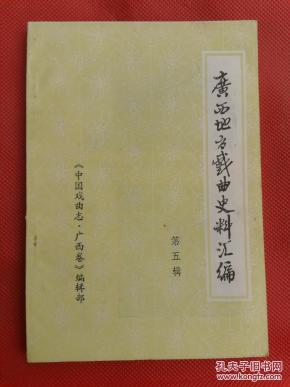 廣西地方戲曲史料汇编
第五辑
《中国戏曲志·广西卷》编辑部
孔夫子旧书网